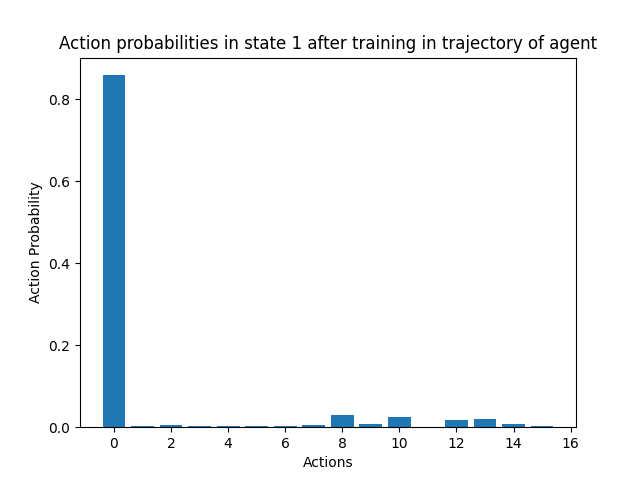 Action probabilities in state 1 after training in trajectory of agent
Action Probability
0.8
0.6
0.4
0.2
0.0
0 2 4 6 8 10 12 14 16
Actions